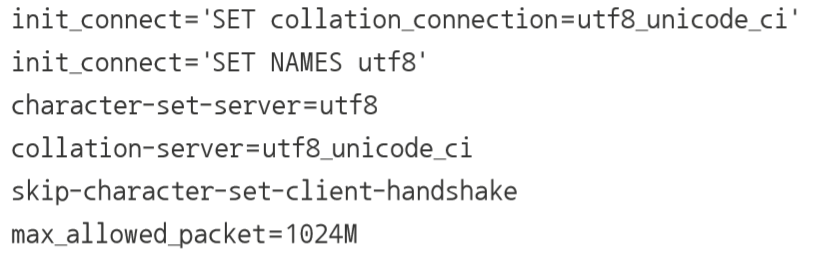 init_connect='SET collation_connection=utf8_unicode_ci'
init_connect='SET NAMES utf8'
character-set-server=utf8
collation-server=utf8_unicode_ci
skip-character-set-client-handshake
max_allowed_packet=1024M